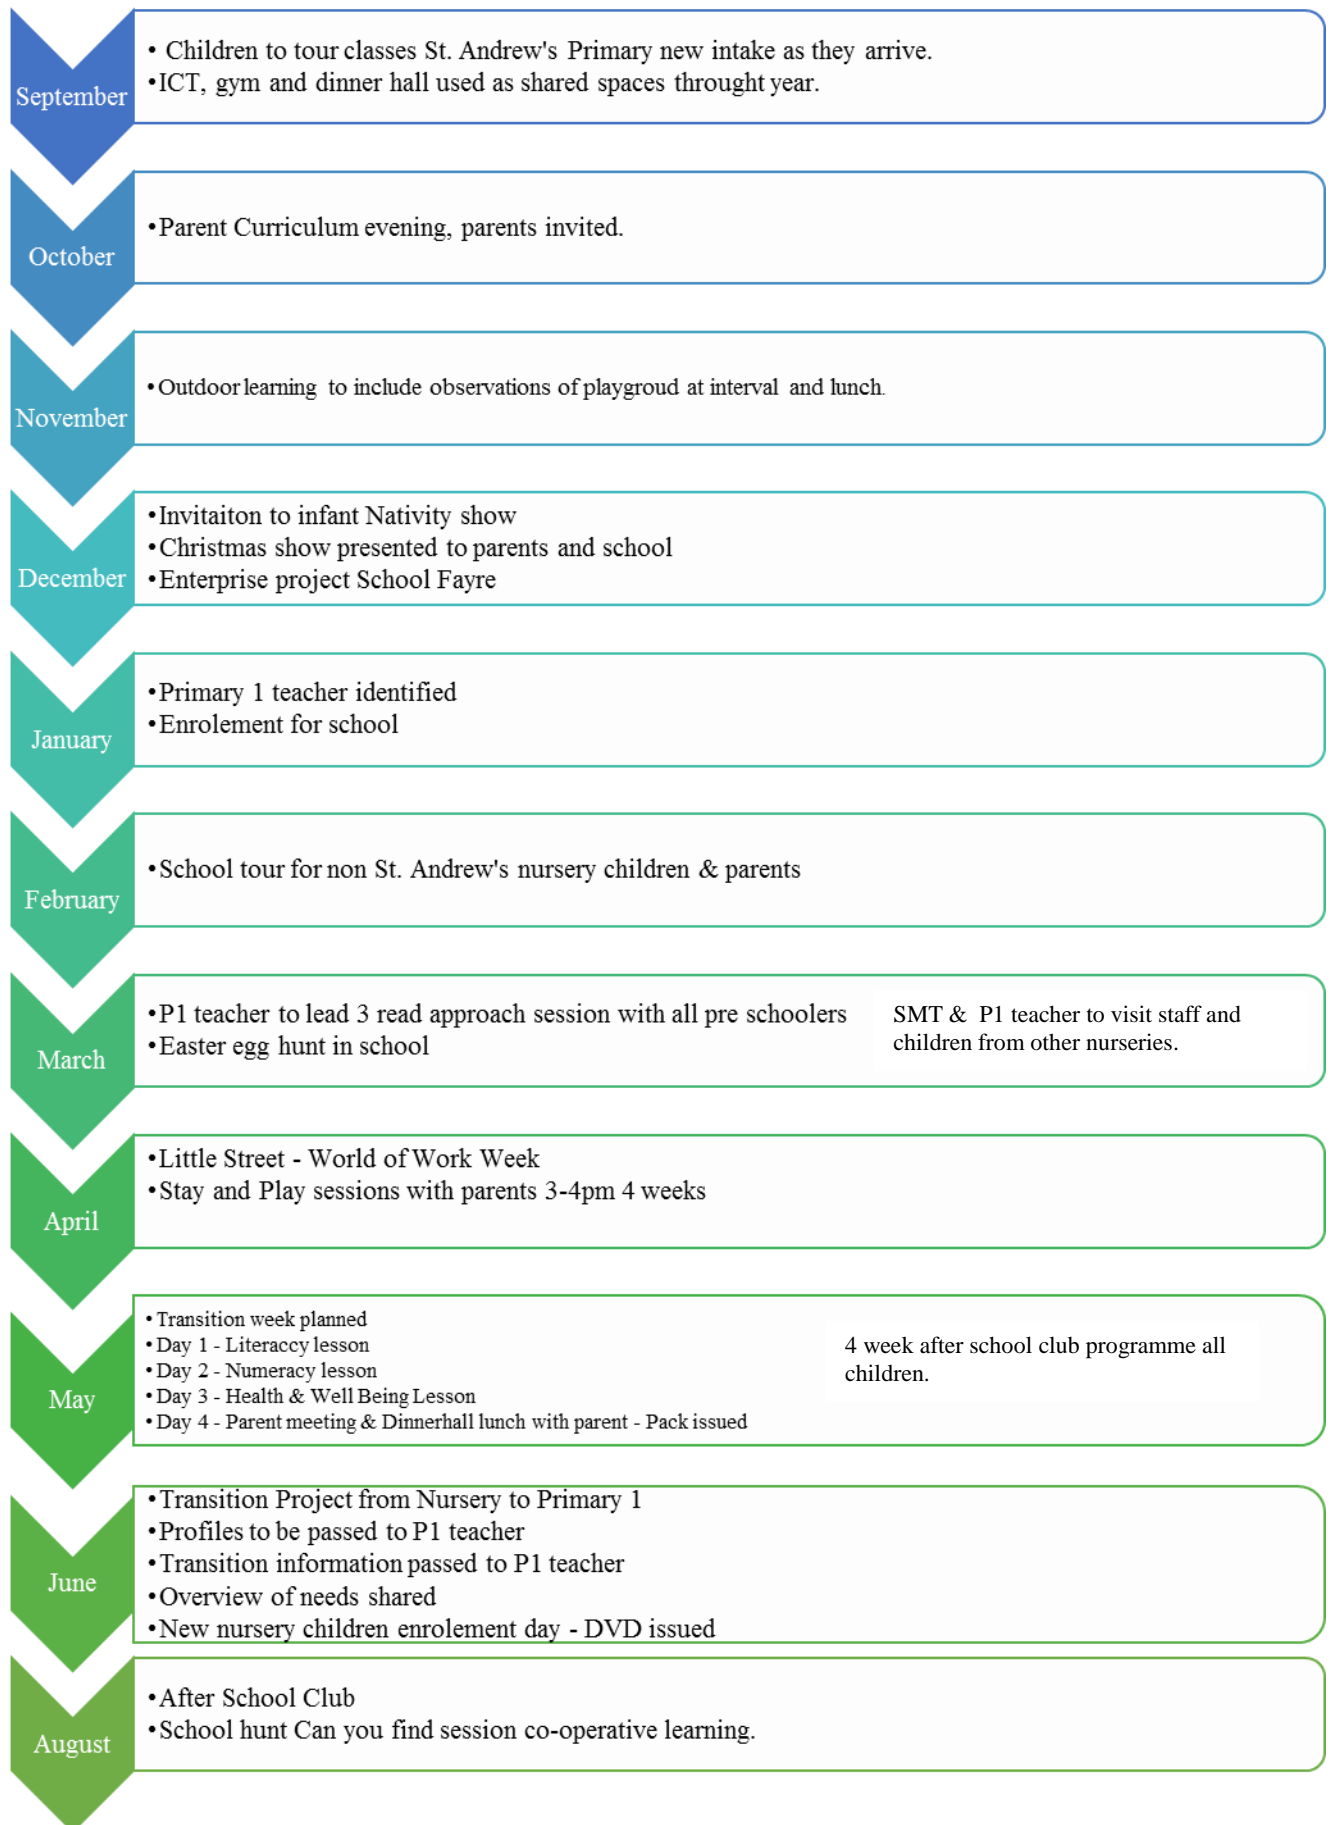 September
• Children to tour classes St. Andrew's Primary new intake as they arrive.
•ICT, gym and dinner hall used as shared spaces throught year.
October
•Parent Curriculum evening, parents invited.
November
•Outdoor learning to include observations of playgroud at interval and lunch.
December
•Invitaiton to infant Nativity show
•Christmas show presented to parents and school
•Enterprise project School Fayre
January
•Primary 1 teacher identified
•Enrolement for school
February
•School tour for non St. Andrew's nursery children & parents
March
•P1 teacher to lead 3 read approach session with all pre schoolers
•Easter egg hunt in school
SMT & P1 teacher to visit staff and
children from other nurseries.
April
•Little Street - World of Work Week
•Stay and Play sessions with parents 3-4pm 4 weeks
May
•Transition week planned
•Day 1 - Literaccy lesson
•Day 2 - Numeracy lesson
•Day 3 - Health & Well Being Lesson
•Day 4 - Parent meeting & Dinnerhall lunch with parent - Pack issued
4 week after school club programme all
children.
June
•Transition Project from Nursery to Primary 1
•Profiles to be passed to P1 teacher
•Transition information passed to P1 teacher
•Overview of needs shared
•New nursery children enrolement day - DVD issued
August
•After School Club
•School hunt Can you find session co-operative learning.